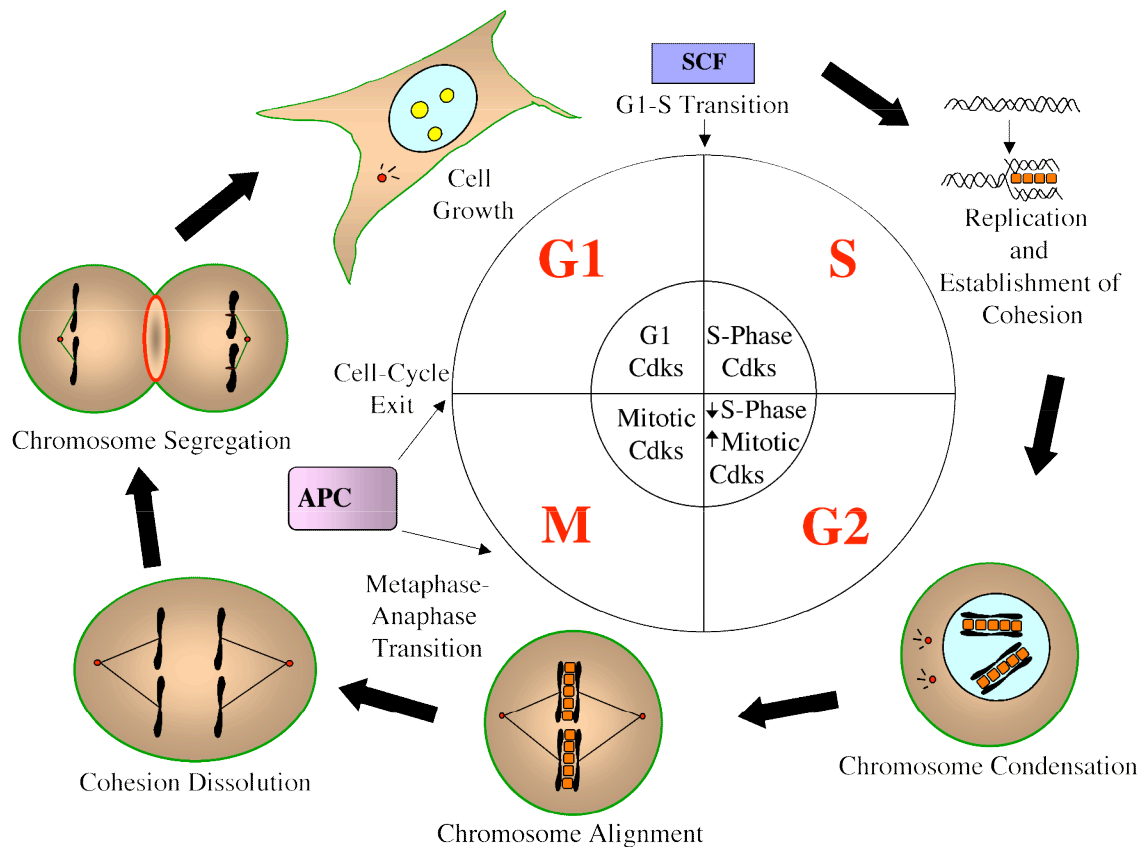 SCF
G1-S Transition
Cell
Growth
Replication
and
Establishment of
Cohesion
G1
S
G1
Cdks
S-Phase
Cdks
Cell-Cycle
Exit
Mitotic
Cdks
↓S-Phase
↑Mitotic
Cdks
Chromosome Segregation
APC
M
G2
Metaphase-
Anaphase
Transition
Chromosome Condensation
Cohesion Dissolution
Chromosome Alignment